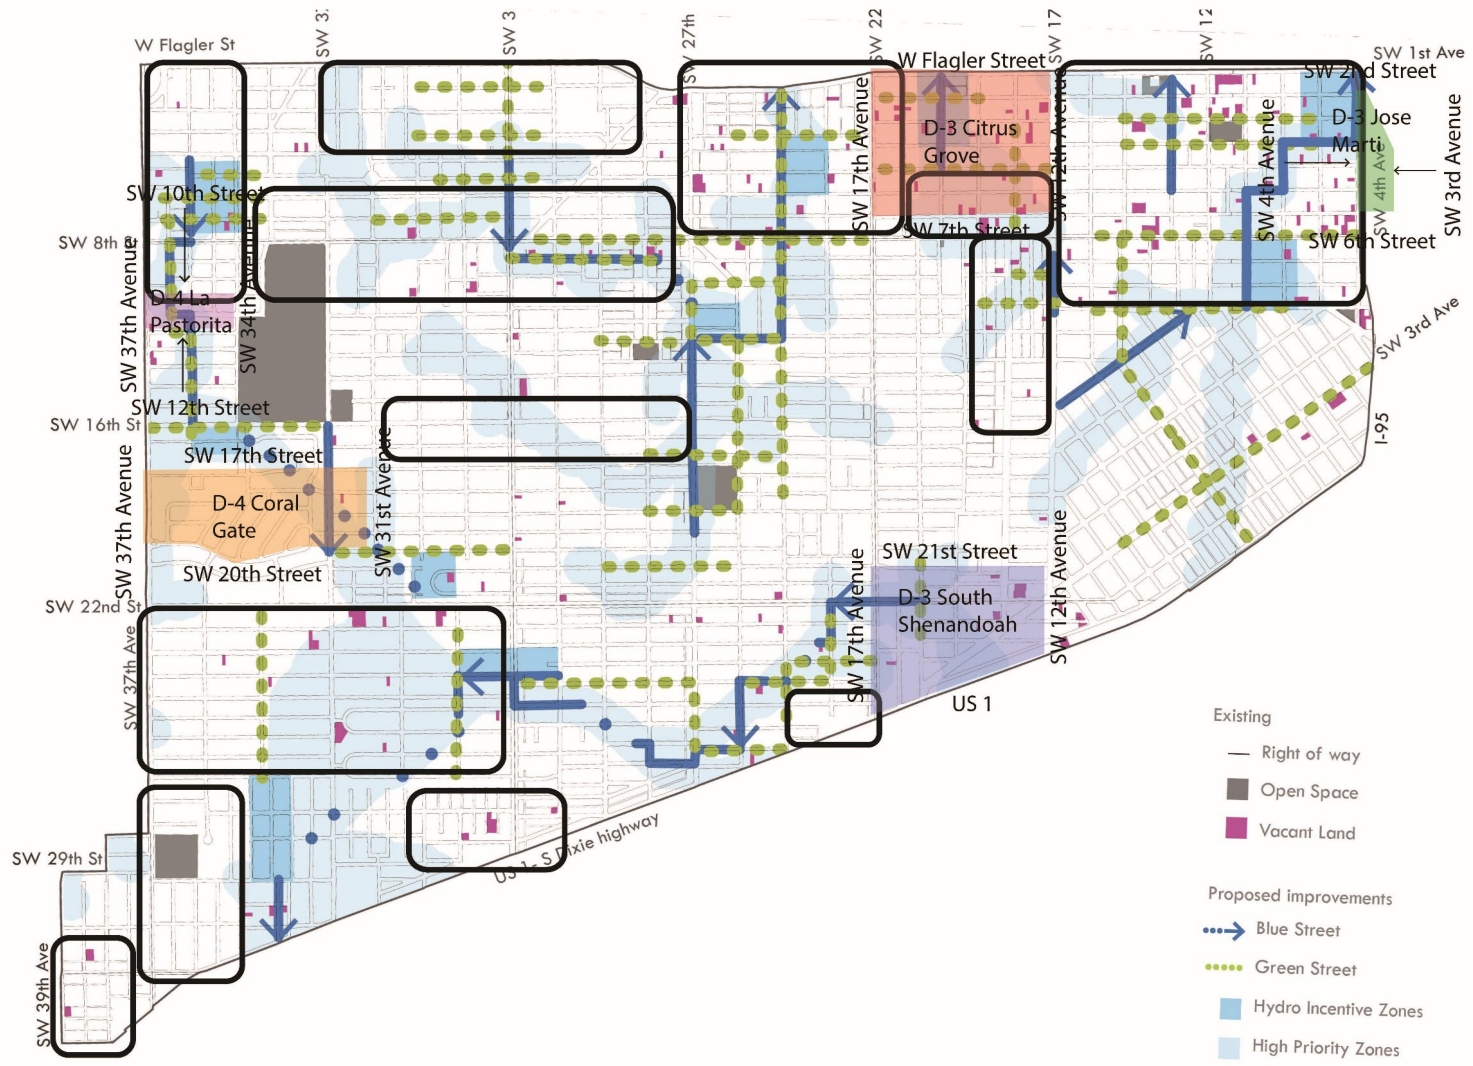 W Flagler St
SW 3
SW 3
SW 27th
SW 22
SW 17
SW 12
SW 1st Ave
W Flagler Street
SW 2nd Street
D-3 Citrus
Grove
D-3 Jose
Marti
SW 17th Avenue
SW 12th Avenue
SW 4th Avenue
SW 4th Ave
SW 3rd Avenue
SW 10th Street
SW 8th
SW 7th Street
SW 6th Street
SW 37th Avenue
SW 34th Avenue
D-4 La
Pastorita
SW 3rd Ave
SW 12th Street
SW 16th St
I-95
SW 17th Street
SW 37th Avenue
SW 31st Avenue
D-4 Coral
Gate
SW 20th Street
SW 21st Street
SW 22nd St
D-3 South
Shenandoah
SW 17th Avenue
SW 12th Avenue
SW 37th Ave
US 1
US 1- S Dixie highway
SW 29th St
SW 39th Ave
Existing
Right of way
Open Space
Vacant Land
Proposed improvements
Blue Street
Green Street
Hydro Incentive Zones
High Priority Zones